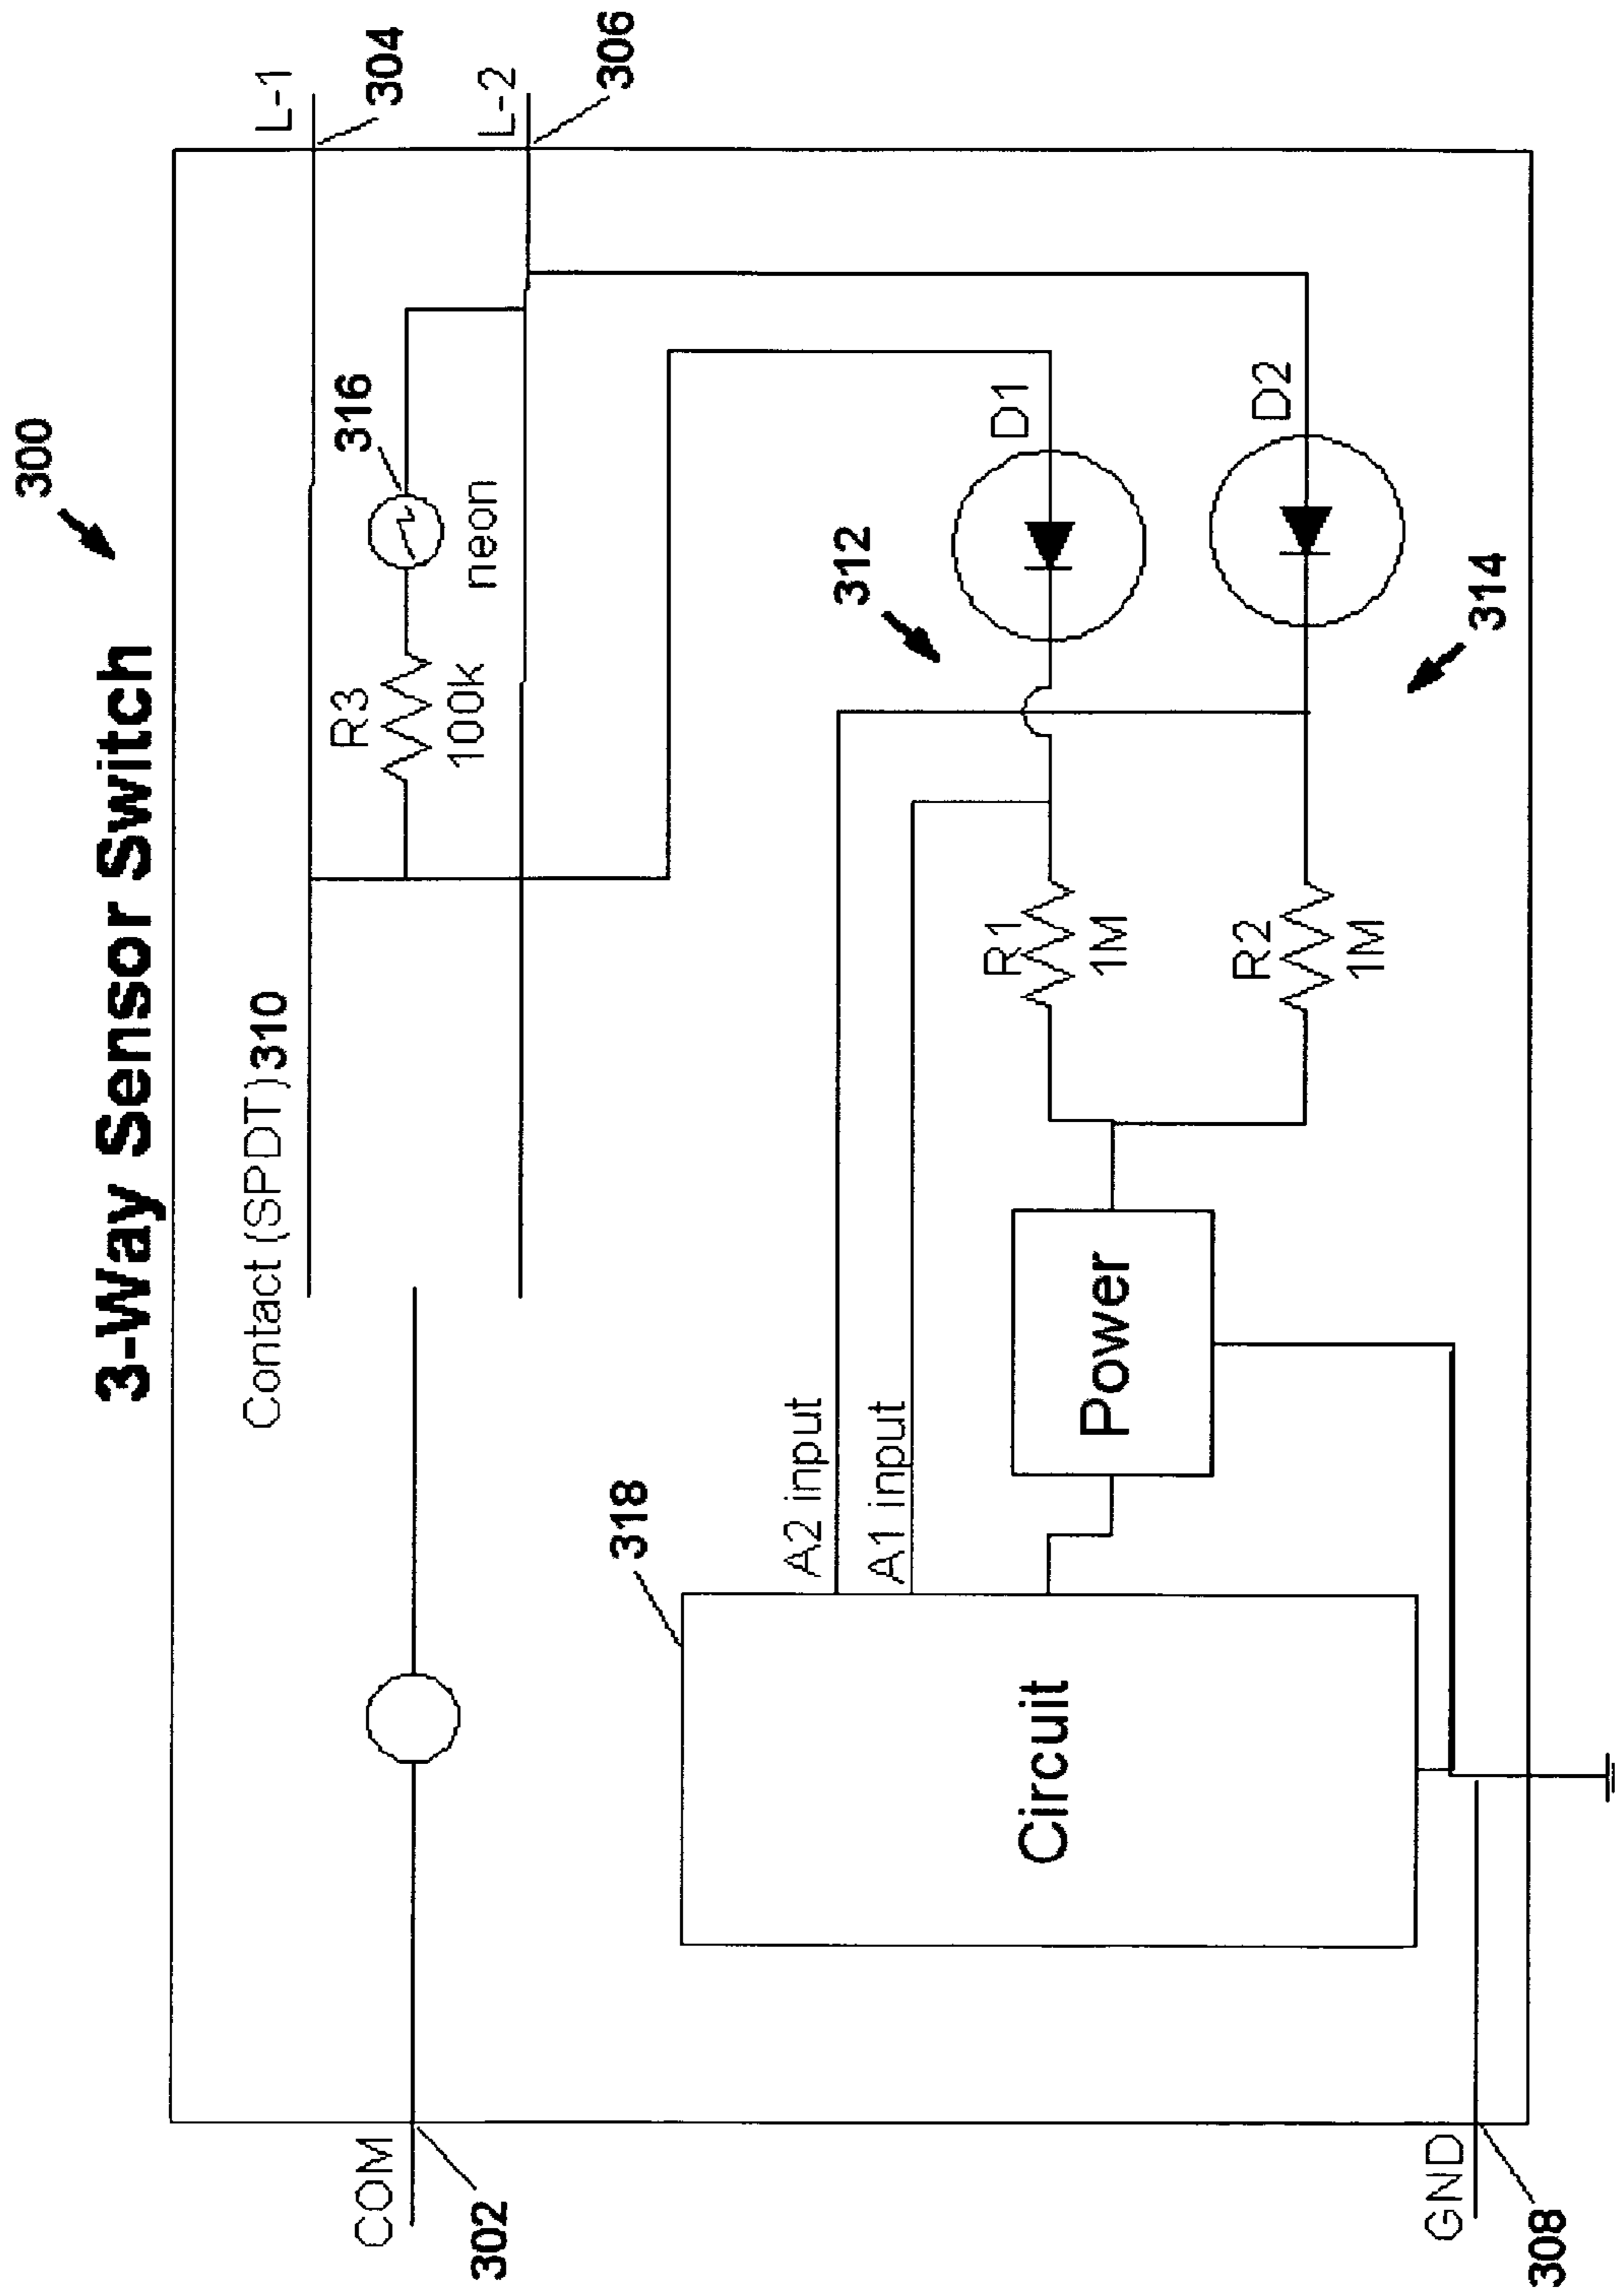 300
3-Way Sensor Switch
Contact (SPDT) 310
L-1
304
R3
316
100k
neon
L-2
306
COM
302
318
A2 input
A1 input
312
D1
R1
1M
D2
R2
1M
314
Circuit
Power
GND
308